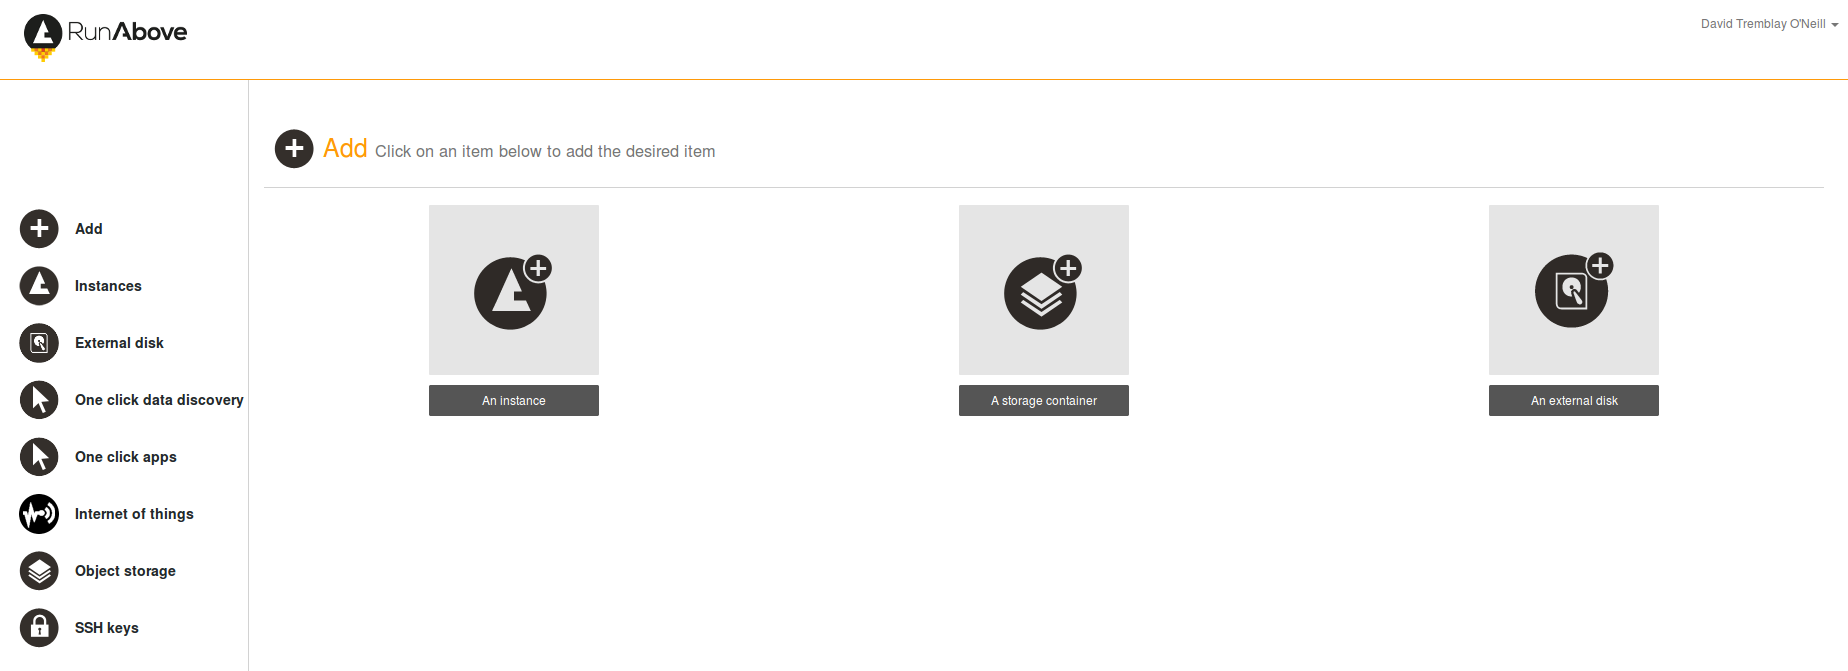 RunAbove
David Tremblay O'Neill
Add Click on an item below to add the desired item
Add
Instances
External disk
One click data discovery
One click apps
Internet of things
Object storage
SSH keys
An instance
A storage container
An external disk